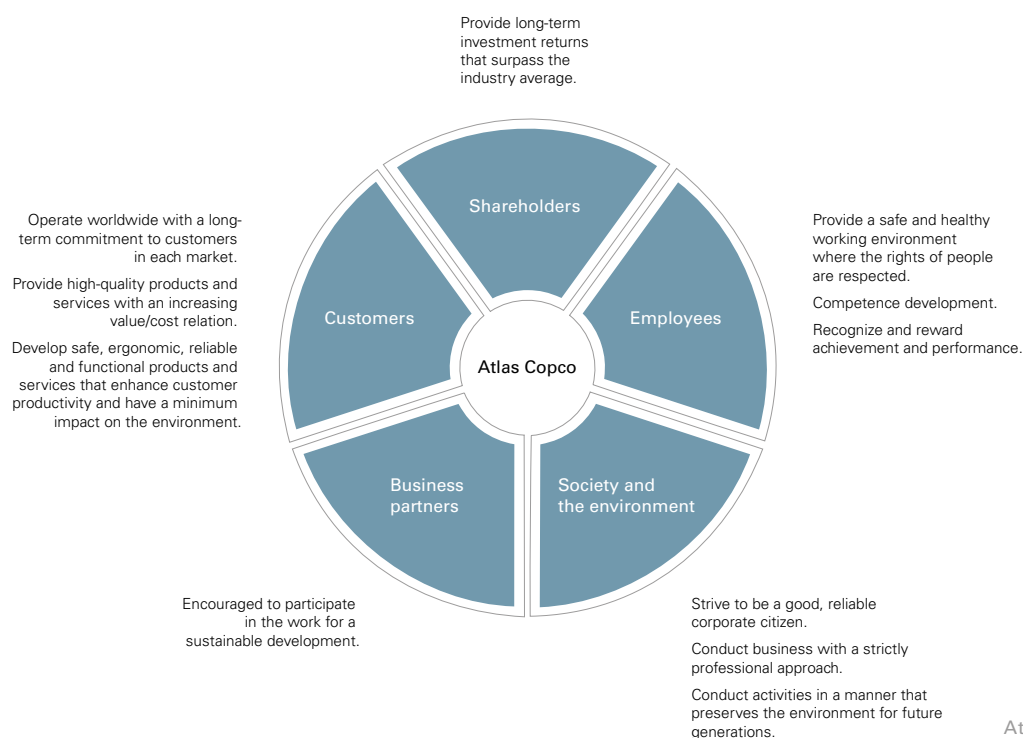 Provide long-term
investment returns
that surpass the
industry average.
Shareholders
Operate worldwide with a long-
term commitment to customers
in each market.
Provide high-quality products and
services with an increasing
value/cost relation.
Develop safe, ergonomic, reliable
and functional products and
services that enhance customer
productivity and have a minimum
impact on the environment.
Customers
Atlas Copco
Employees
Provide a safe and healthy
working environment
where the rights of people
are respected.
Competence development.
Recognize and reward
achievement and performance.
Business
partners
Society and
the environment
Encouraged to participate
in the work for a
sustainable development.
Strive to be a good, reliable
corporate citizen.
Conduct business with a strictly
professional approach.
Conduct activities in a manner that
preserves the environment for future
generations.
At